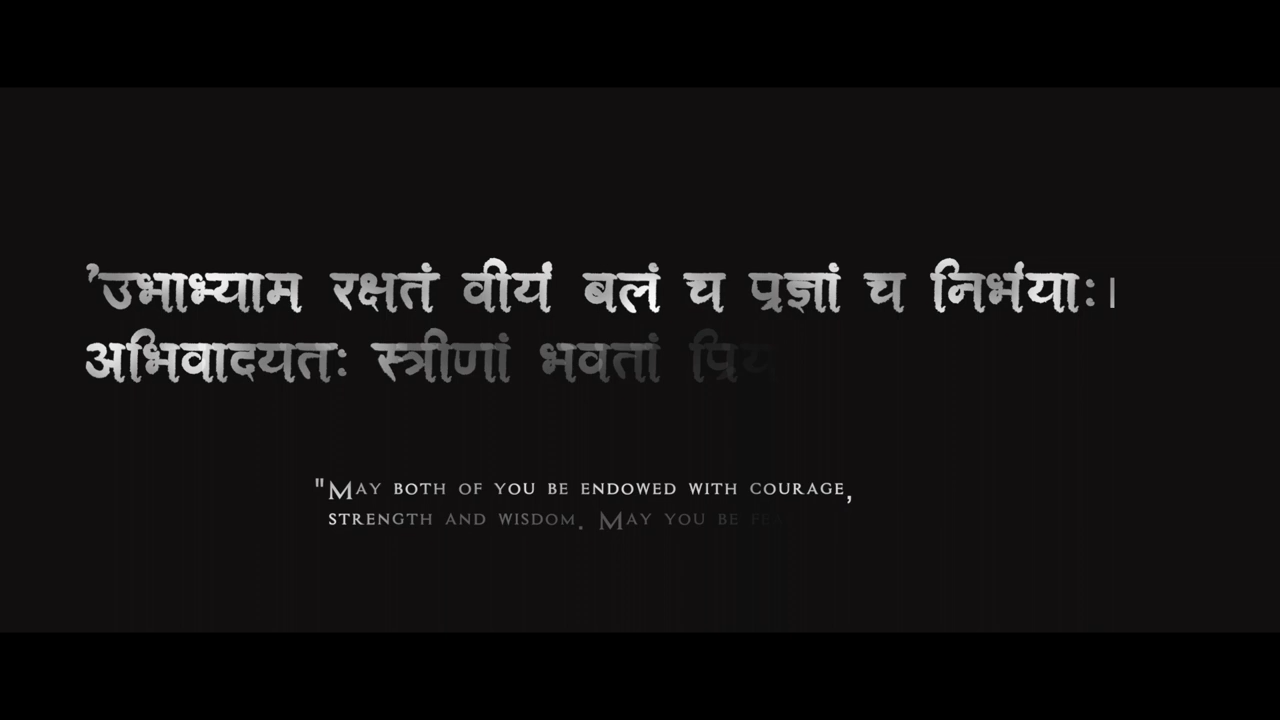 'उभाभ्याम रक्षतं वीर्यं बलं च प्रज्ञां च निर्भयाः।
अभिवादयतः स्त्रीणां भवतां
"May both of you be endowed with courage,
strength and wisdom. May you be